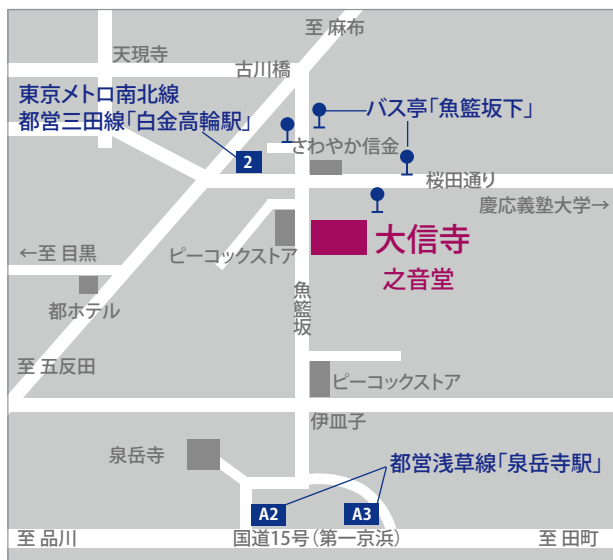 至 麻布
天現寺
古川橋
東京メトロ南北線
都営三田線「白金高輪駅」
バス亭「魚籃坂下」
2
さわやか信金
桜田通り
慶応義塾大学→
大信寺
之音堂
←至 目黒
ピーコックストア
魚籃坂
都ホテル
至 五反田
ピーコックストア
伊皿子
泉岳寺
都営浅草線「泉岳寺駅」
A2
A3
至 品川
国道15号（第一京浜）
至 田町